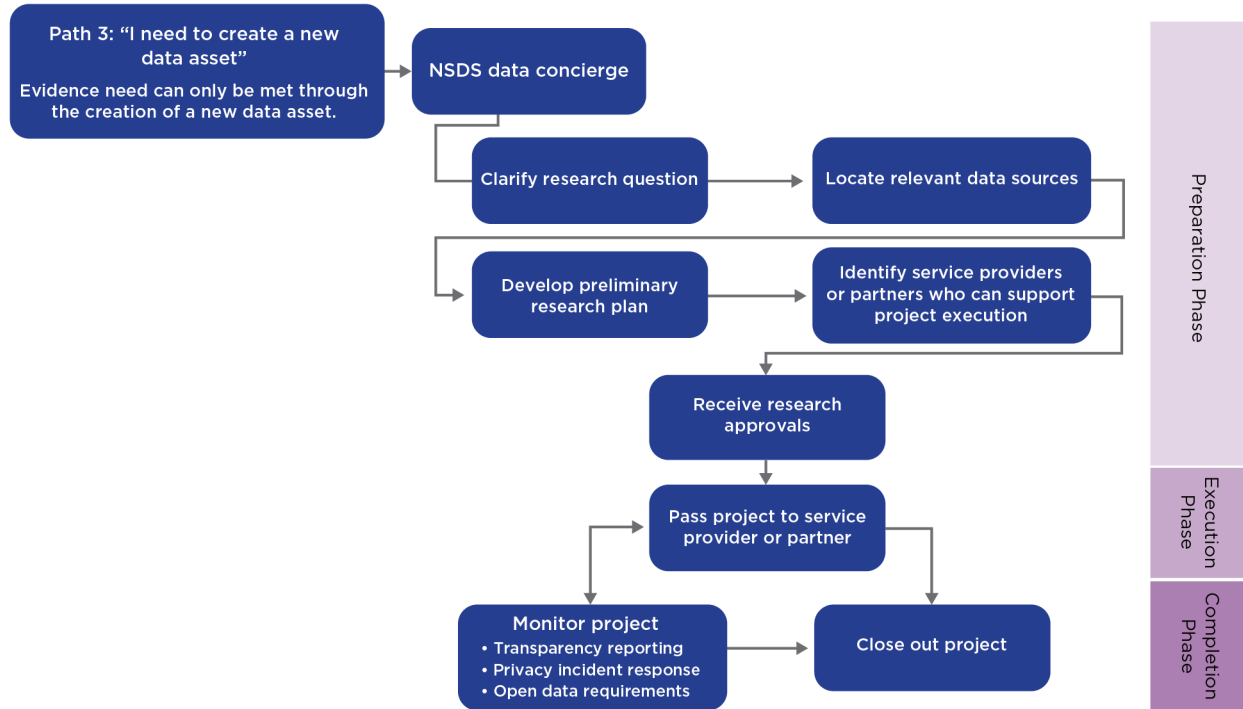 Path 3: “I need to create a new
data asset”
Evidence need can only be met through
the creation of a new data asset.
NSDS data concierge
Clarify research question
Locate relevant data sources
Develop preliminary
research plan
Identify service providers
or partners who can support
project execution
Receive research
approvals
Pass project to service
provider or partner
Monitor project
• Transparency reporting
• Privacy incident response
• Open data requirements
Close out project
Preparation Phase
Execution
Phase
Completion
Phase